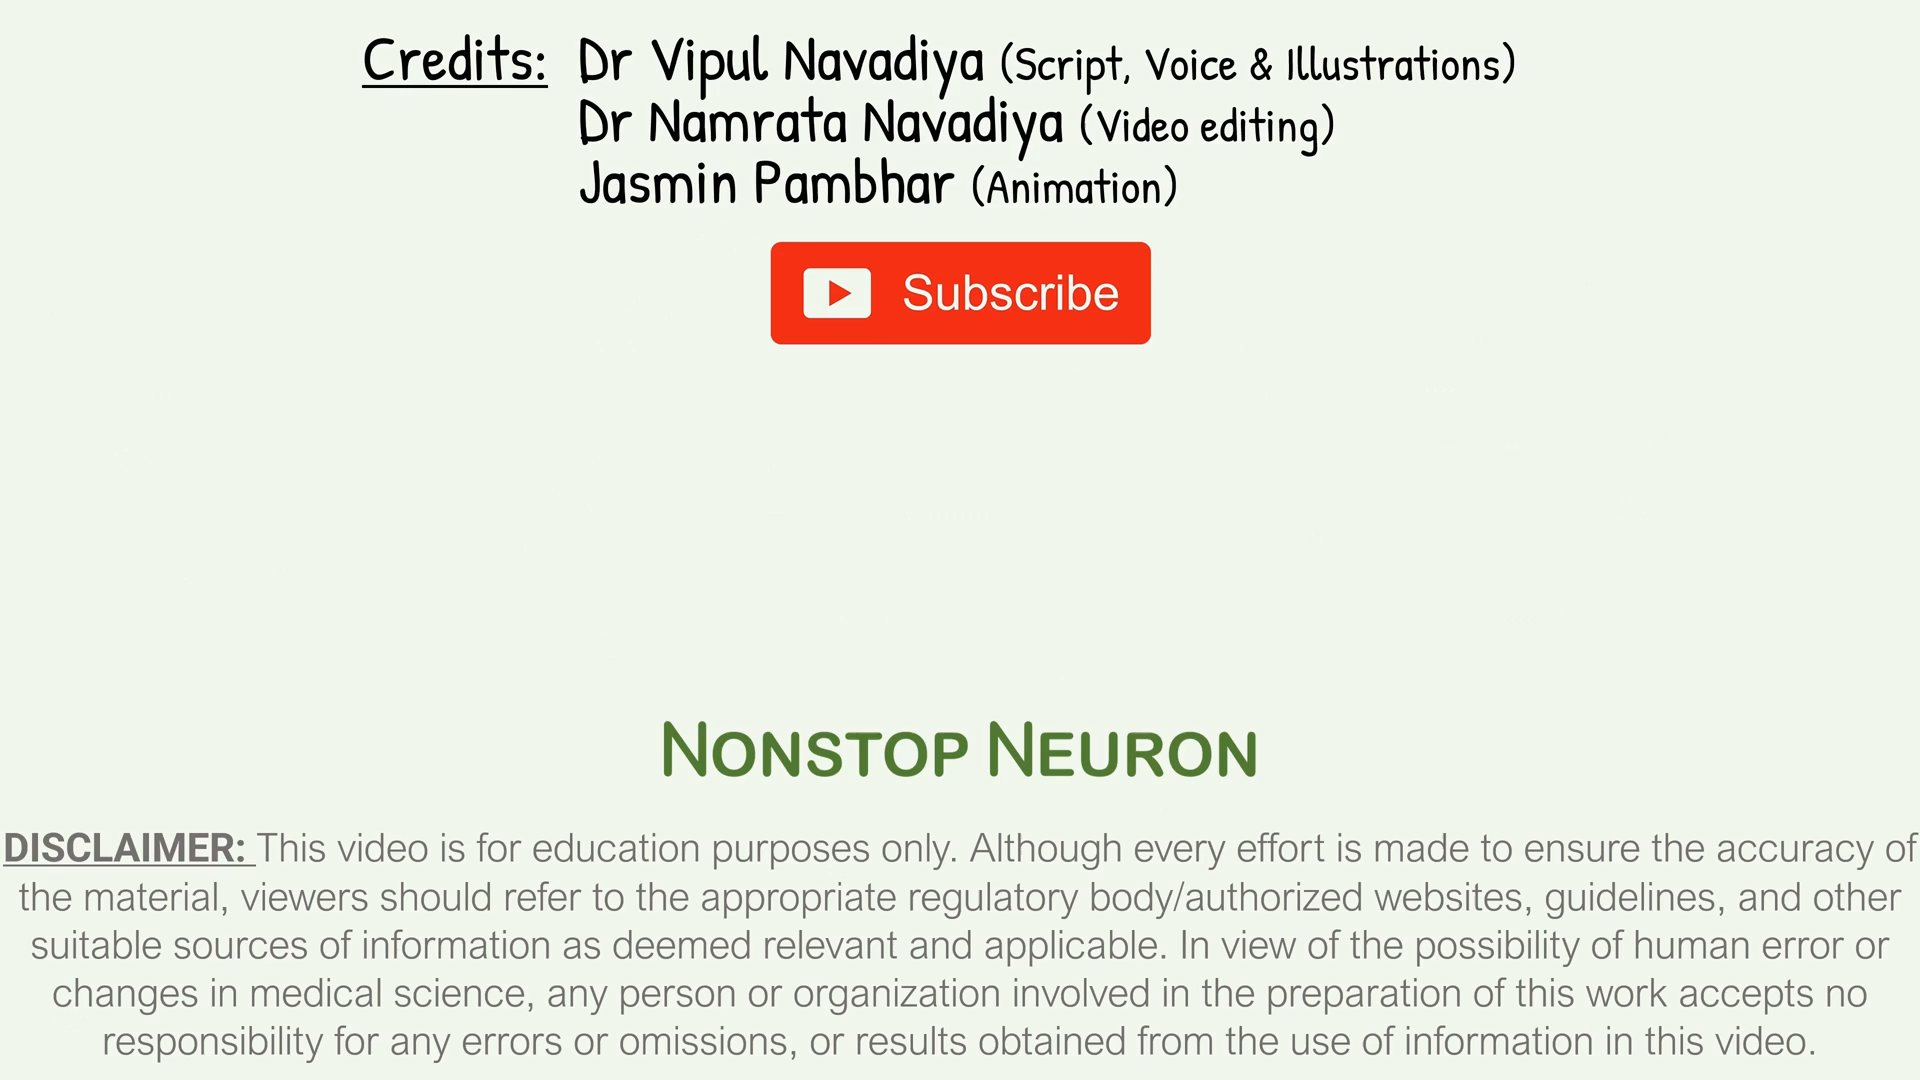 Credits: Dr Vipul Navadiya (Script, Voice & Illustrations)
Dr Namrata Navadiya (Video editing)
Jasmin Pambhar (Animation)
Subscribe
NONSTOP NEURON
DISCLAIMER: This video is for education purposes only. Although every effort is made to ensure the accuracy of
the material, viewers should refer to the appropriate regulatory body/authorized websites, guidelines, and other
suitable sources of information as deemed relevant and applicable. In view of the possibility of human error or
changes in medical science, any person or organization involved in the preparation of this work accepts no
responsibility for any errors or omissions, or results obtained from the use of information in this video.